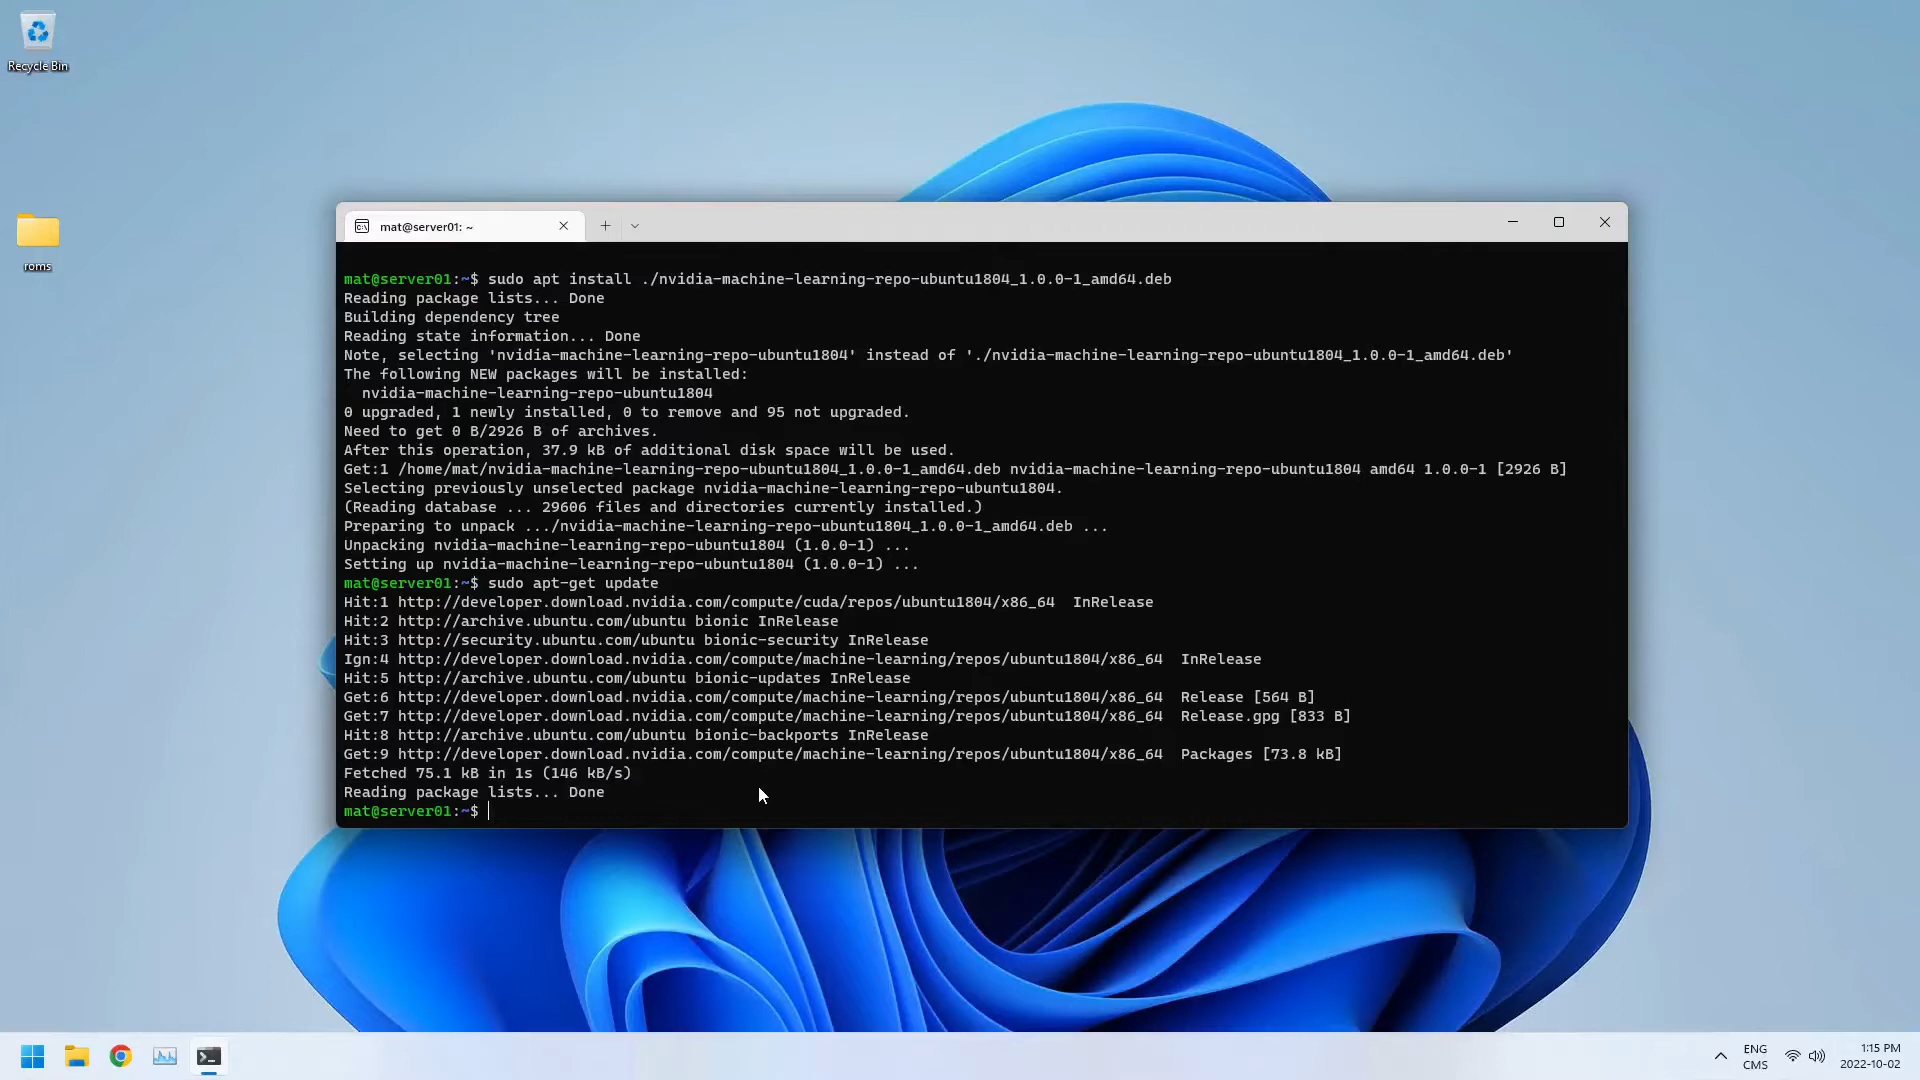 Recycle Bin
roms
mat@server01: ~
mat@server01:~$ sudo apt install ./nvidia-machine-learning-repo-ubuntu1804_1.0.0-1_amd64.deb
Reading package lists... Done
Building dependency tree
Reading state information... Done
Note, selecting 'nvidia-machine-learning-repo-ubuntu1804' instead of './nvidia-machine-learning-repo-ubuntu1804_1.0.0-1_amd64.deb'
The following NEW packages will be installed:
  nvidia-machine-learning-repo-ubuntu1804
0 upgraded, 1 newly installed, 0 to remove and 95 not upgraded.
Need to get 0 B/2926 B of archives.
After this operation, 37.9 kB of additional disk space will be used.
Get:1 /home/mat/nvidia-machine-learning-repo-ubuntu1804_1.0.0-1_amd64.deb nvidia-machine-learning-repo-ubuntu1804 amd64 1.0.0-1 [2926 B]
Selecting previously unselected package nvidia-machine-learning-repo-ubuntu1804.
(Reading database ... 29606 files and directories currently installed.)
Preparing to unpack .../nvidia-machine-learning-repo-ubuntu1804_1.0.0-1_amd64.deb ...
Unpacking nvidia-machine-learning-repo-ubuntu1804 (1.0.0-1) ...
Setting up nvidia-machine-learning-repo-ubuntu1804 (1.0.0-1) ...
mat@server01:~$ sudo apt-get update
Hit:1 http://developer.download.nvidia.com/compute/cuda/repos/ubuntu1804/x86_64  InRelease
Hit:2 http://archive.ubuntu.com/ubuntu bionic InRelease
Hit:3 http://security.ubuntu.com/ubuntu bionic-security InRelease
Ign:4 http://developer.download.nvidia.com/compute/machine-learning/repos/ubuntu1804/x86_64  InRelease
Hit:5 http://archive.ubuntu.com/ubuntu bionic-updates InRelease
Get:6 http://developer.download.nvidia.com/compute/machine-learning/repos/ubuntu1804/x86_64  Release [564 B]
Get:7 http://developer.download.nvidia.com/compute/machine-learning/repos/ubuntu1804/x86_64  Release.gpg [833 B]
Hit:8 http://archive.ubuntu.com/ubuntu bionic-backports InRelease
Get:9 http://developer.download.nvidia.com/compute/machine-learning/repos/ubuntu1804/x86_64  Packages [73.8 kB]
Fetched 75.1 kB in 1s (146 kB/s)
Reading package lists... Done
mat@server01:~$
ENG
CMS
1:15 PM
2022-10-02